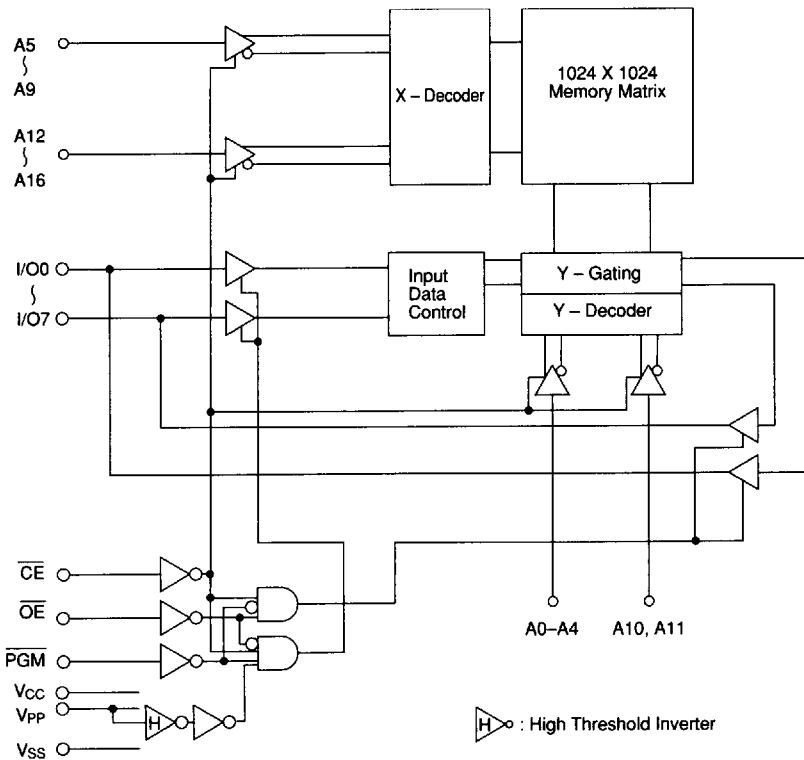 A5
A9
A12
A16
X – Decoder
1024 X 1024
Memory Matrix
I/O0
I/O7
Input
Data
Control
Y – Gating
Y – Decoder
CE
OE
PGM
VCC
VPP
VSS
H
A0–A4
A10, A11
H : High Threshold Inverter